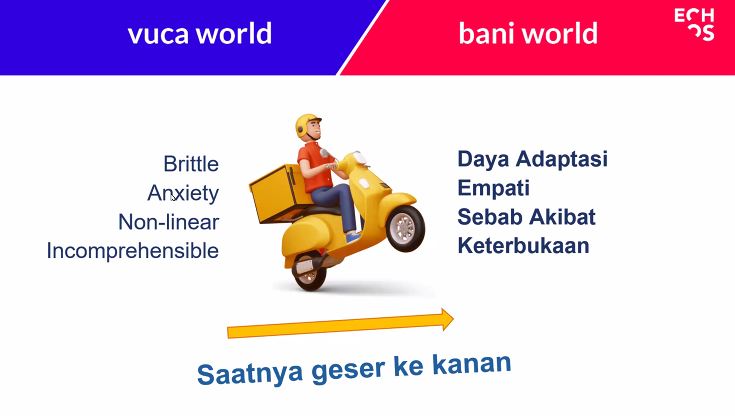 vuca world
bani world
ECHOS
Brittle
Anxiety
Non-linear
Incomprehensible
Daya Adaptasi
Empati
Sebab Akibat
Keterbukaan
Saatnya geser ke kanan